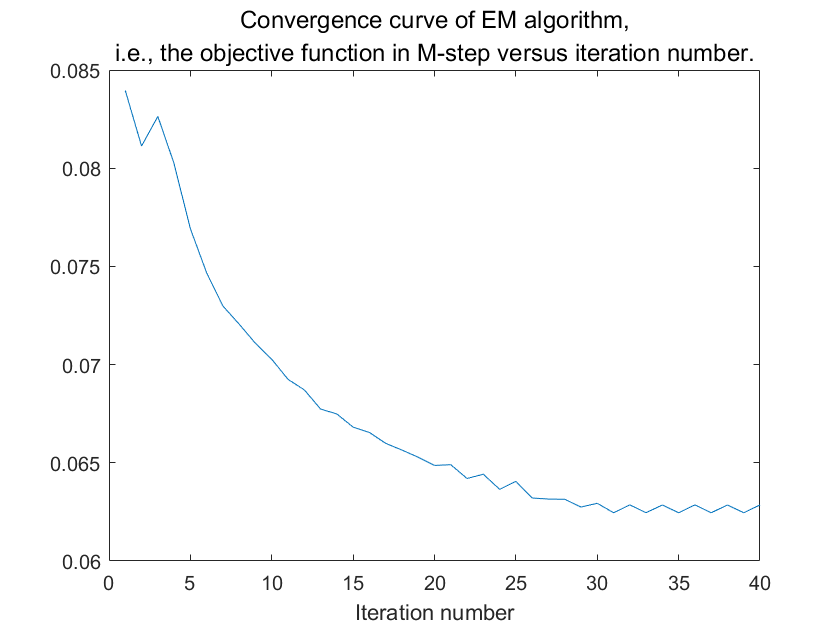 Convergence curve of EM algorithm,
i.e., the objective function in M-step versus iteration number.
0.085
0.08
0.075
0.07
0.065
0.06
0 5 10 15 20 25 30 35 40
Iteration number